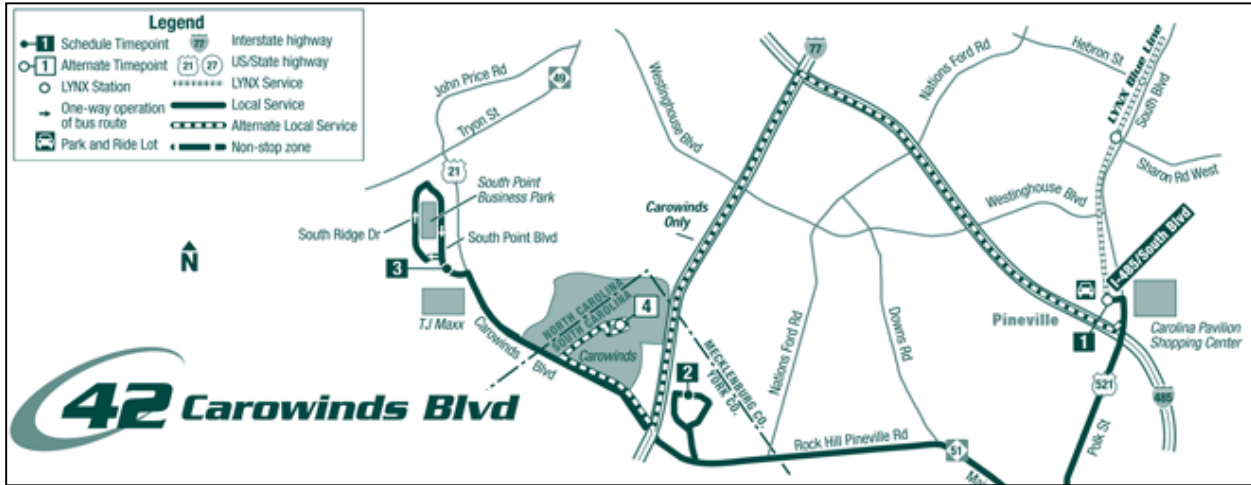 Legend
1 Schedule Timepoint
1 Alternate Timepoint
LYNX Station
One-way operation
of bus route
Park and Ride Lot
77 Interstate highway
21 27 US/State highway
LYNX Service
Local Service
Alternate Local Service
Non-stop zone
John Price Rd
49
Tryon St
21
South Point
Business Park
South Ridge Dr
South Point Blvd
N
3
TJ Maxx
Carowinds
Blvd
NORTH CAROLINA
SOUTH CAROLINA
4
Carowinds
Carowinds
Only
77
Westinghouse Blvd
Nations Ford Rd
Hebron St
LYNX Blue Line
South Blvd
Sharon Rd West
Westinghouse Blvd
I-485/South Blvd
Pineville
1
Carolina Pavilion
Shopping Center
MECKLENBURG CO.
YORK CO.
2
Nations Ford Rd
Downs Rd
521
485
Polk St
Rock Hill Pineville Rd
51
42 Carowinds Blvd